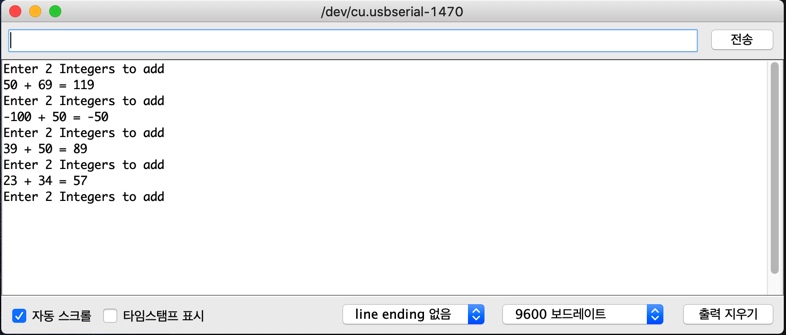 /dev/cu.usbserial-1470
전송
Enter 2 Integers to add
50 + 69 = 119
Enter 2 Integers to add
-100 + 50 = -50
Enter 2 Integers to add
39 + 50 = 89
Enter 2 Integers to add
23 + 34 = 57
Enter 2 Integers to add
자동 스크롤 타임스탬프 표시 line ending 없음 9600 보드레이트 출력 지우기